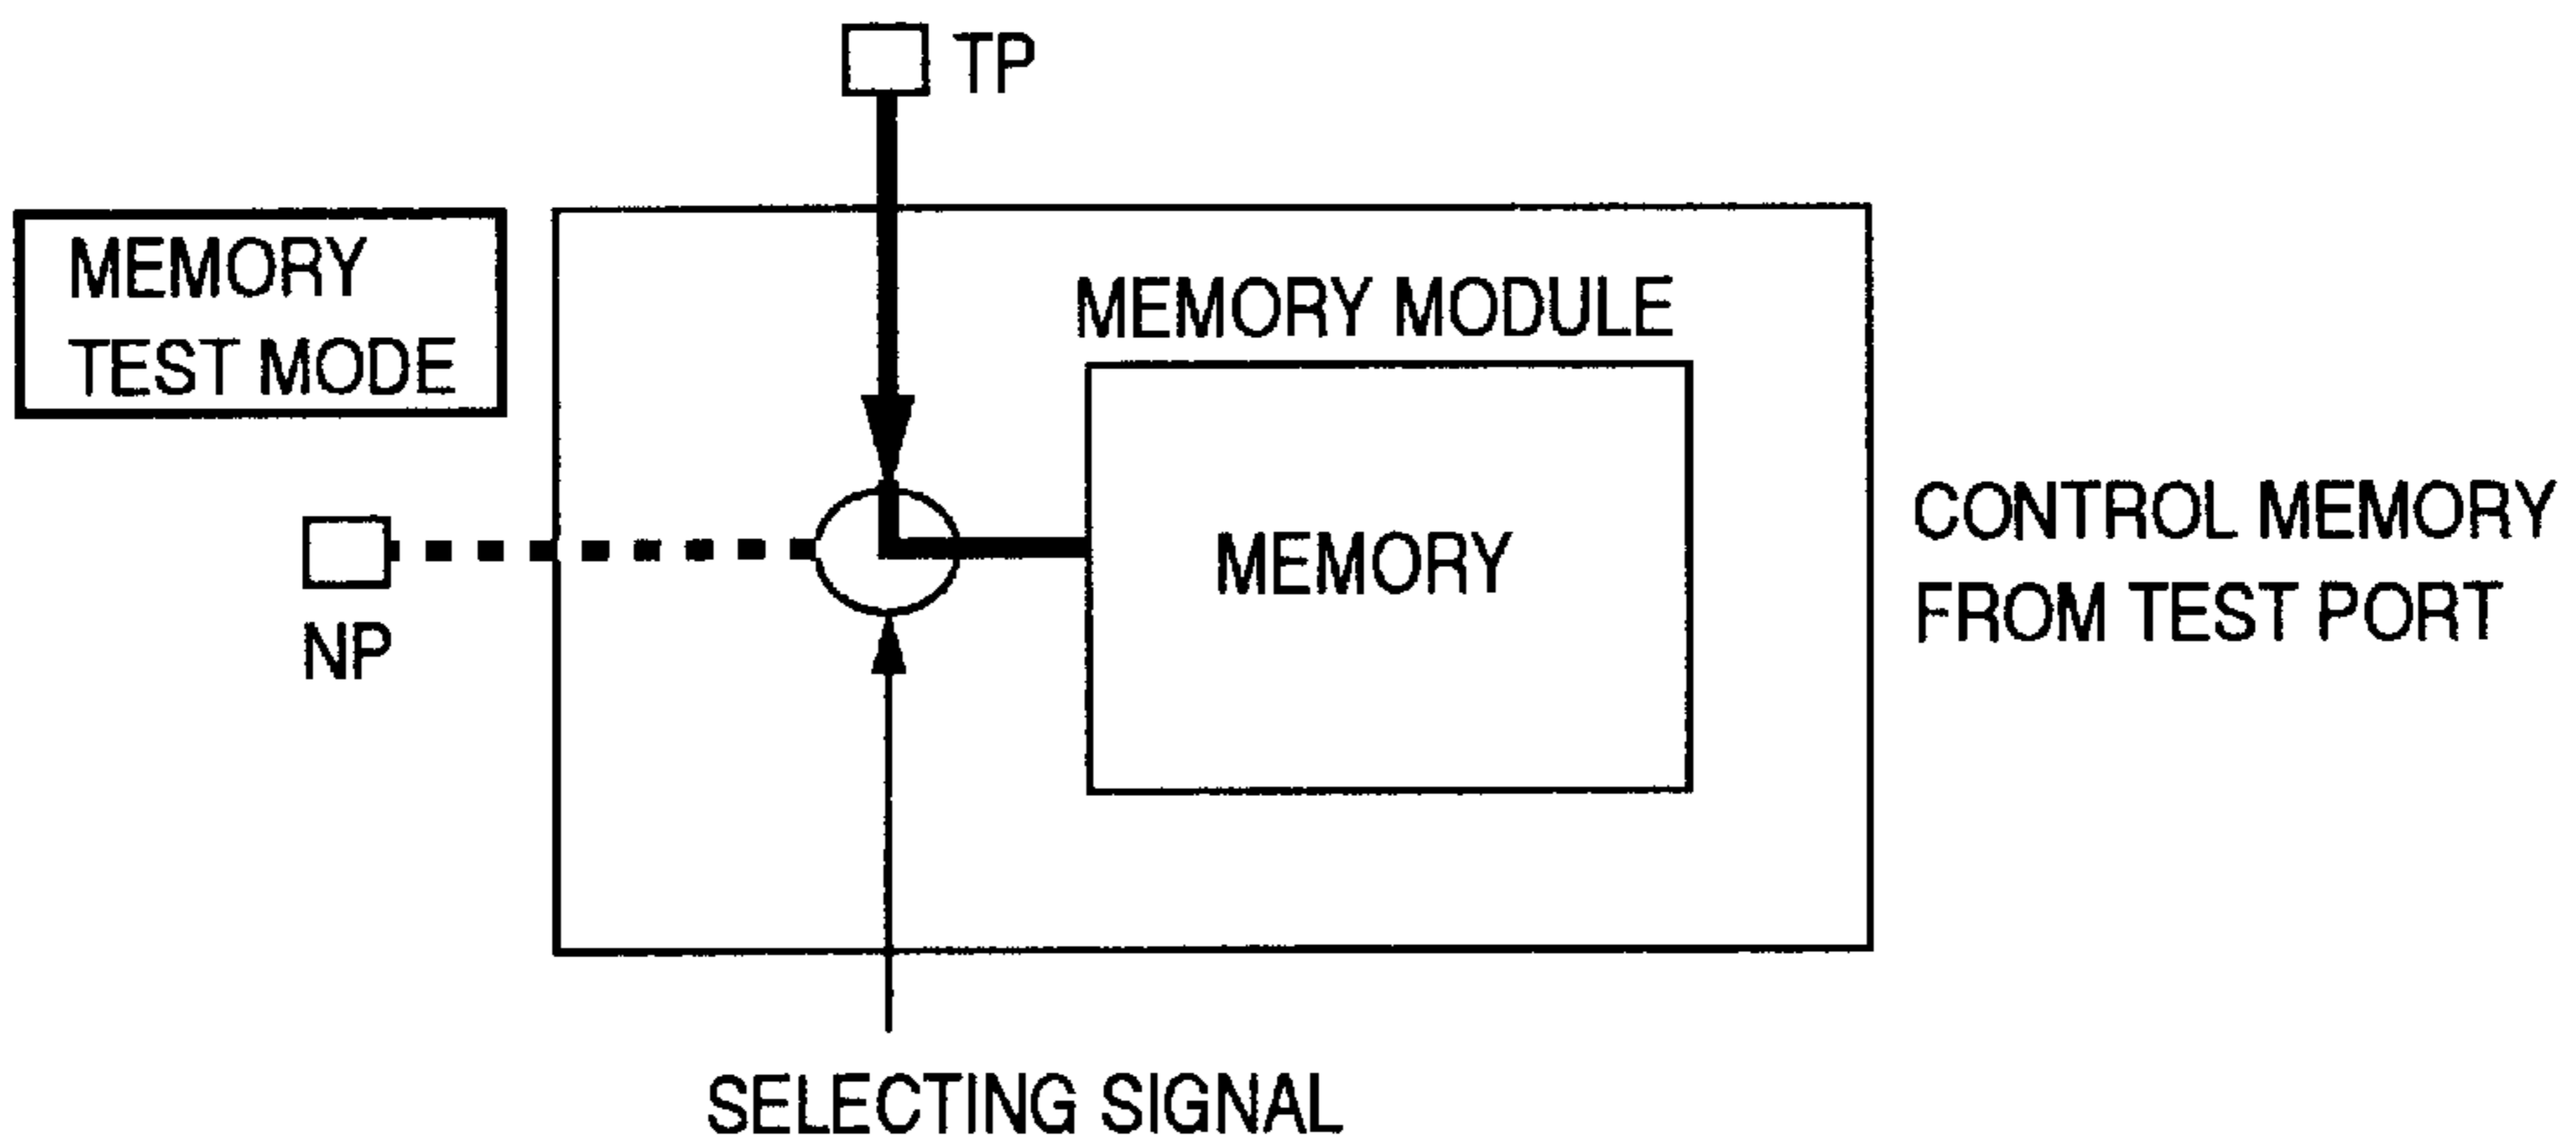 TP
MEMORY
TEST MODE
MEMORY MODULE
MEMORY
CONTROL MEMORY
FROM TEST PORT
NP
SELECTING SIGNAL